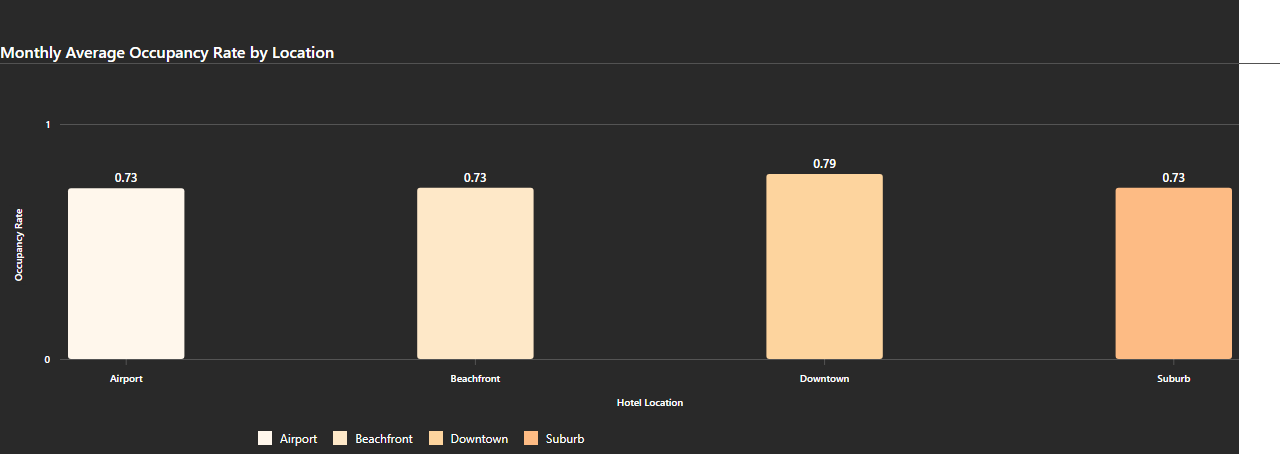 Monthly Average Occupancy Rate by Location
1
0.73
0.73
0.79
0.73
Occupancy Rate
0
Airport
Beachfront
Downtown
Suburb
Hotel Location
Airport
Beachfront
Downtown
Suburb